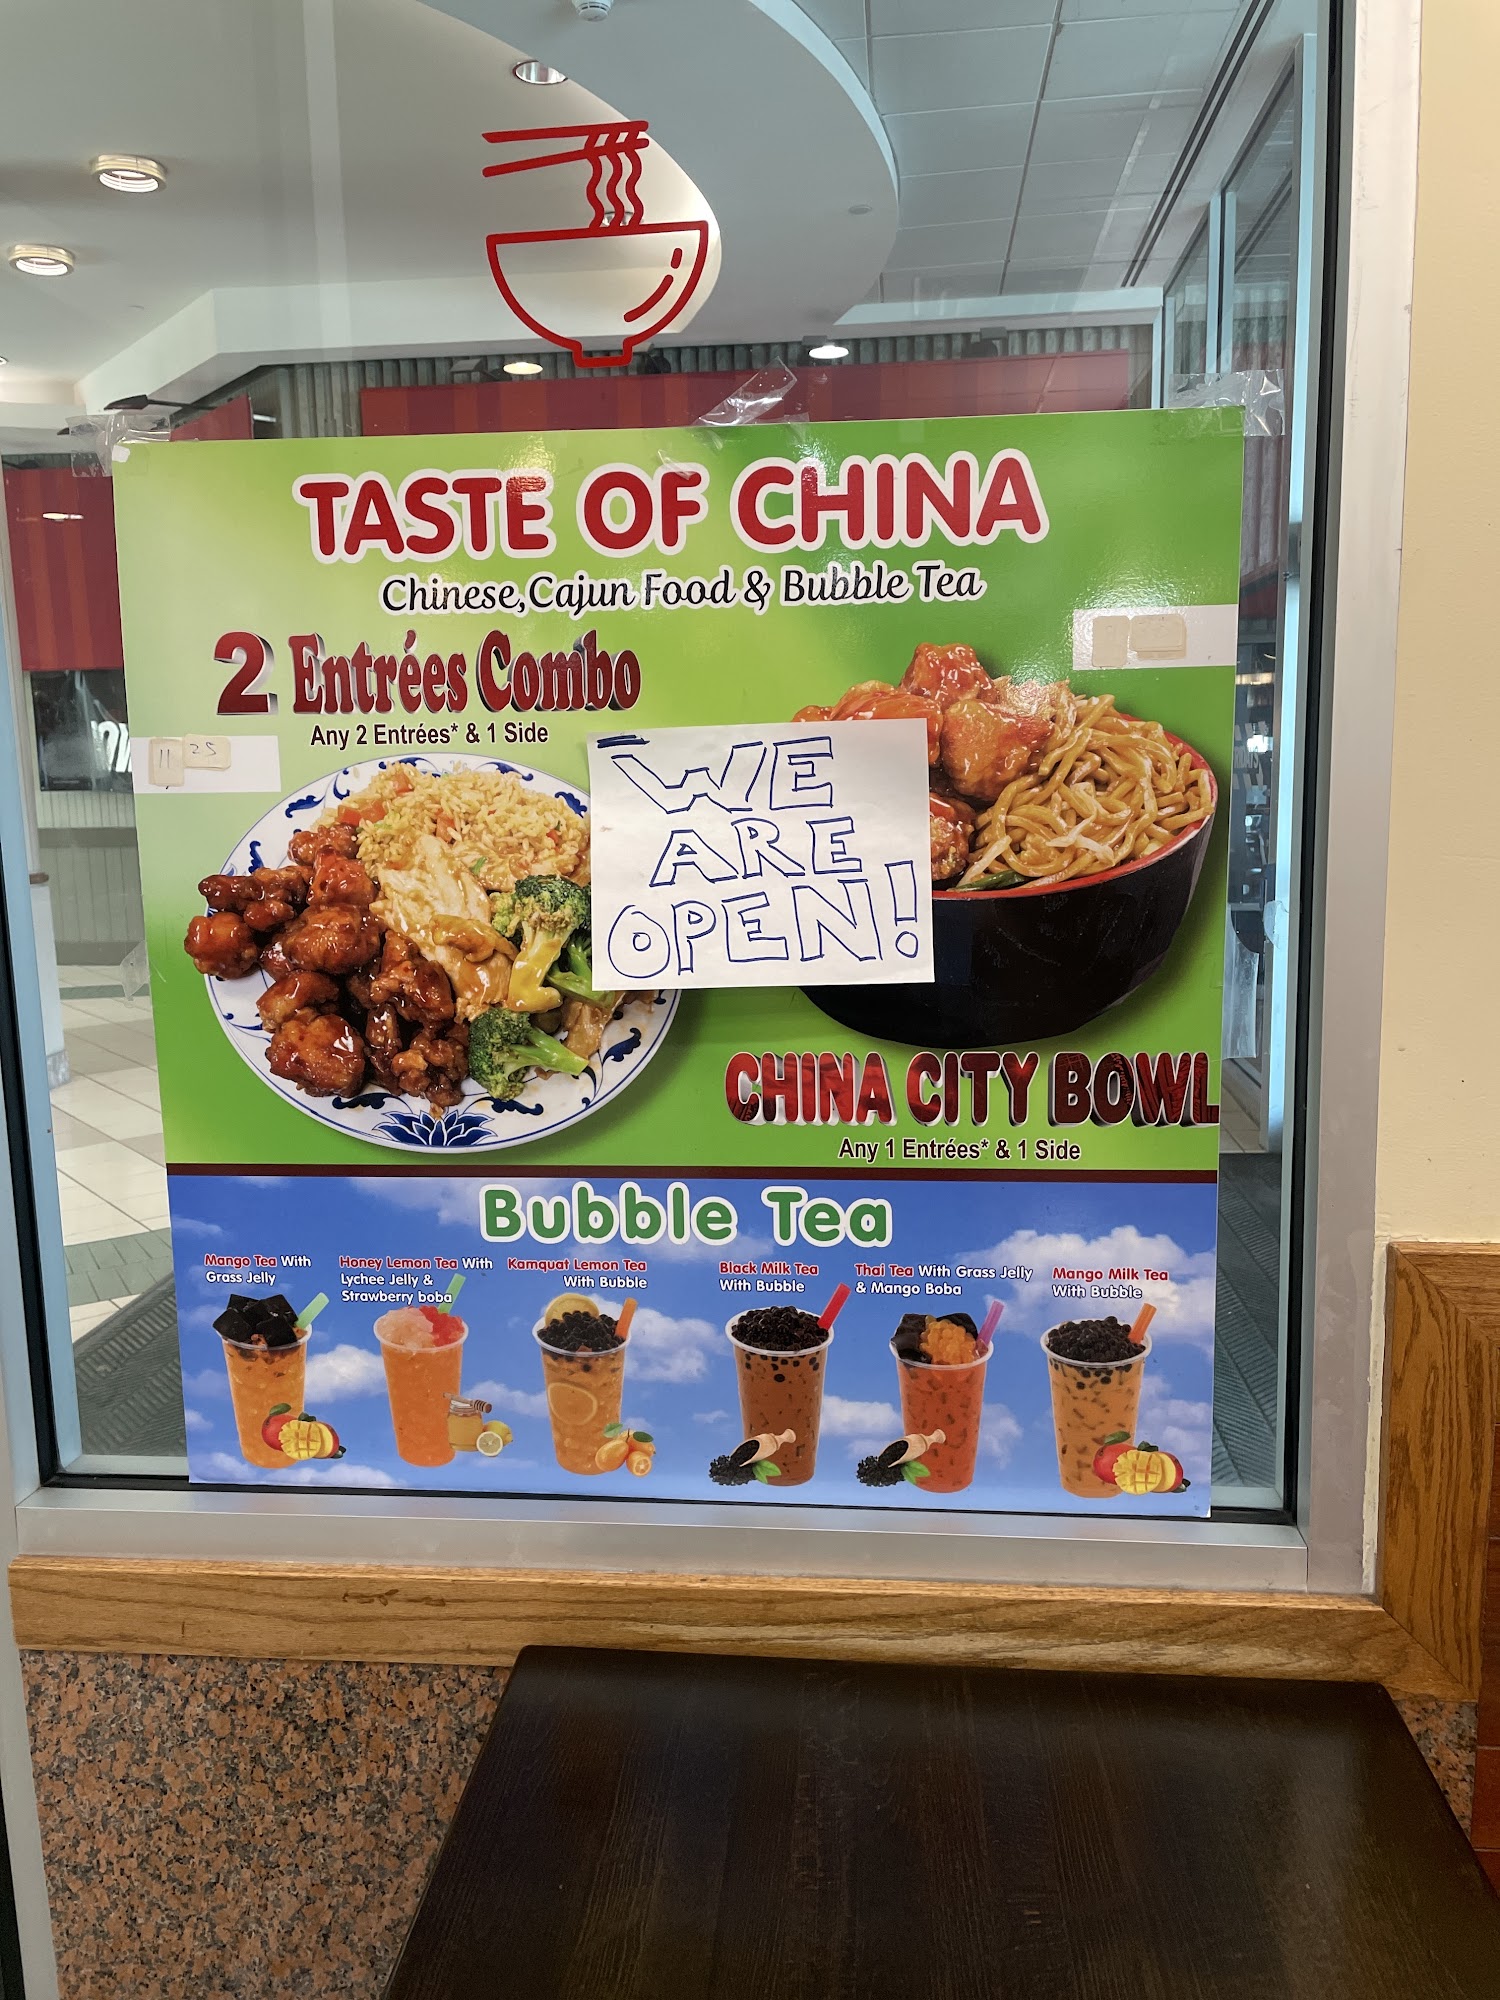 TASTE OF CHINA
Chinese,Cajun Food & Bubble Tea
2 Entrées Combo
Any 2 Entrées* & 1 Side
11 25
WE
ARE
OPEN!
CHINA CITY BOWL
Any 1 Entrées* & 1 Side
Bubble Tea
Mango Tea With
Grass Jelly
Honey Lemon Tea With
Lychee Jelly &
Strawberry boba
Kamquat Lemon Tea
With Bubble
Black Milk Tea
With Bubble
Thai Tea With Grass Jelly
& Mango Boba
Mango Milk Tea
With Bubble